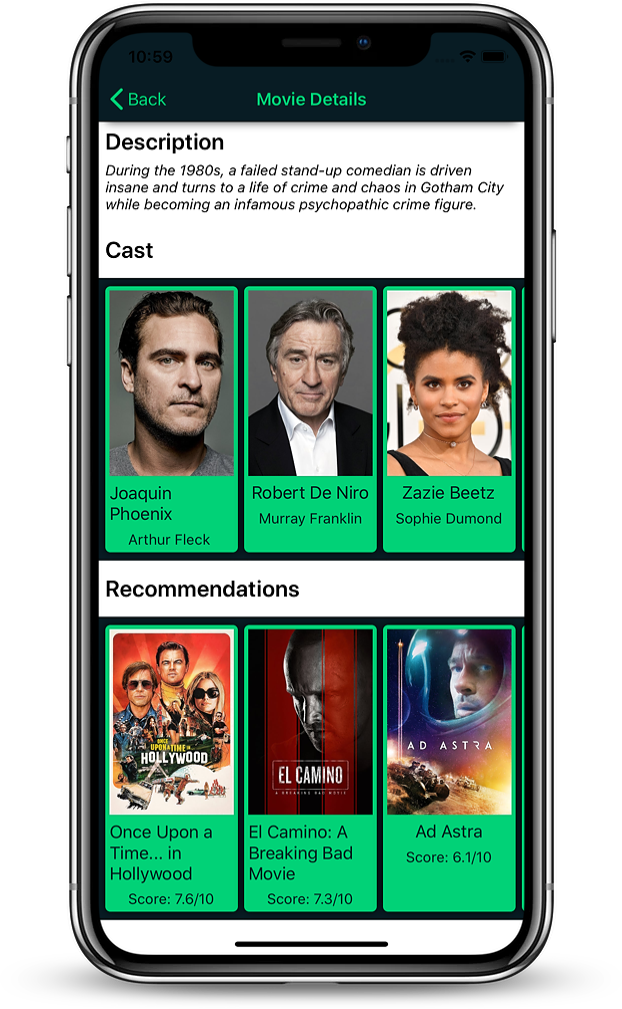 10:59
Back
Movie Details
Description
During the 1980s, a failed stand-up comedian is driven
insane and turns to a life of crime and chaos in Gotham City
while becoming an infamous psychopathic crime figure.
Cast
Joaquin
Phoenix
Arthur Fleck
Robert De Niro
Murray Franklin
Zazie Beetz
Sophie Dumond
Recommendations
ONCE
UPON A TIME IN
HOLLYWOOD
Once Upon a
Time... in
Hollywood
Score: 7.6/10
EL CAMINO
A BREAKING BAD MOVIE
El Camino: A
Breaking Bad
Movie
Score: 7.3/10
AD ASTRA
Ad Astra
Score: 6.1/10